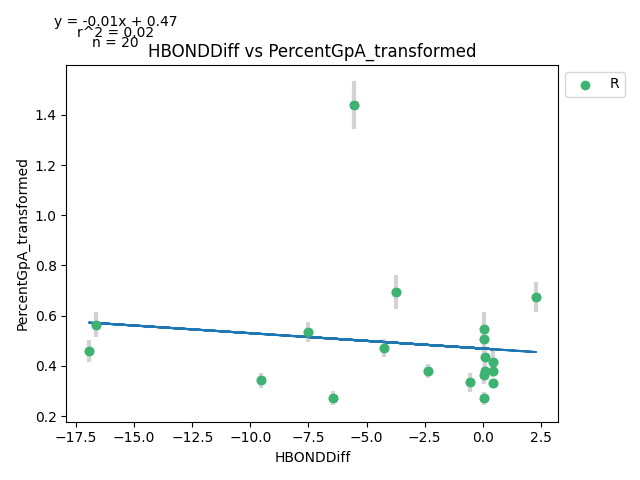 y = -0.01x + 0.47
r^2 = 0.02
n = 20
HBONDDiff vs PercentGpA_transformed
R
PercentGpA_transformed
1.4
1.2
1.0
0.8
0.6
0.4
0.2
−17.5 −15.0 −12.5 −10.0 −7.5 −5.0 −2.5 0.0 2.5
HBONDDiff